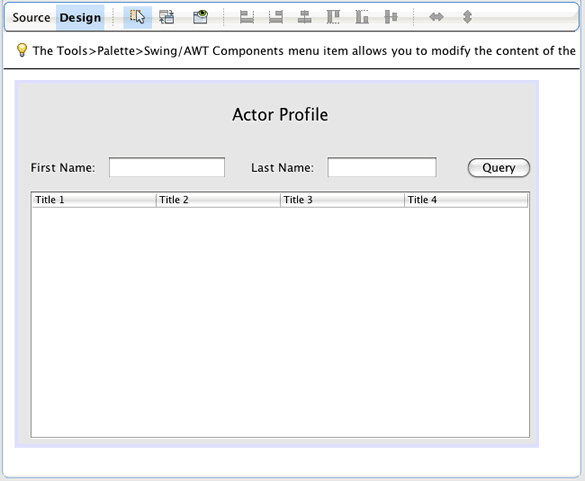 Source Design
The Tools>Palette>Swing/AWT Components menu item allows you to modify the content of the
Actor Profile
First Name: Last Name: Query
Title 1 Title 2 Title 3 Title 4